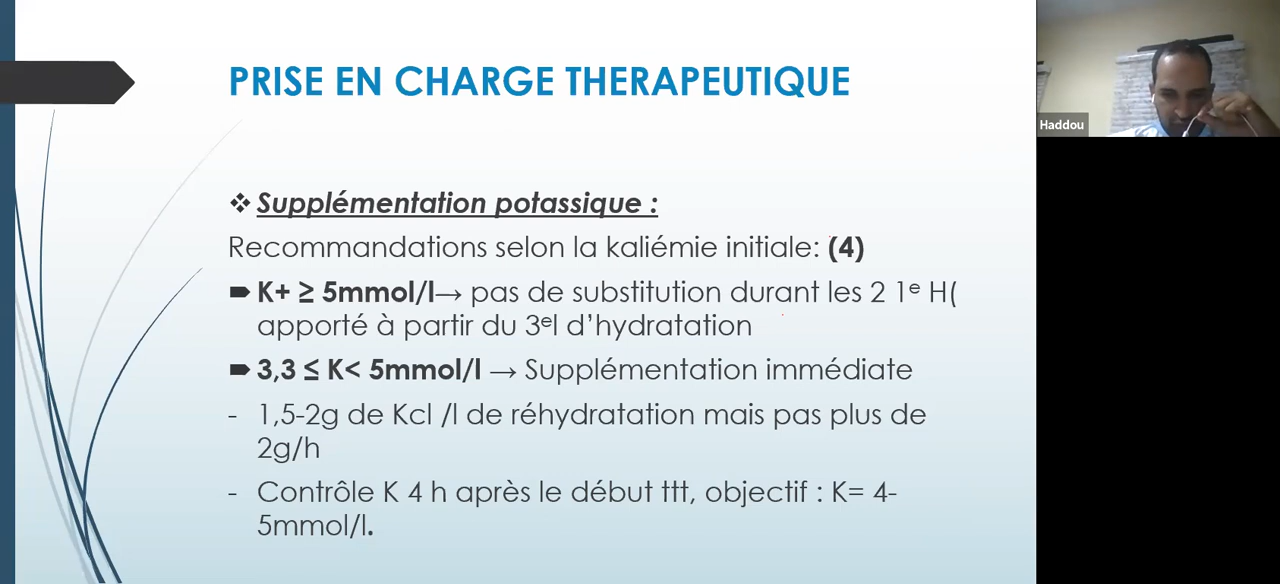 PRISE EN CHARGE THERAPEUTIQUE
Haddou
Supplémentation potassique :
Recommandations selon la kaliémie initiale: (4)
K+ ≥ 5mmol/l→ pas de substitution durant les 2 1ᵉ H(
apporté à partir du 3ᵉl d’hydratation
3,3 ≤ K< 5mmol/l → Supplémentation immédiate
- 1,5-2g de Kcl /l de réhydratation mais pas plus de
2g/h
- Contrôle K 4 h après le début ttt, objectif : K= 4-
5mmol/l.